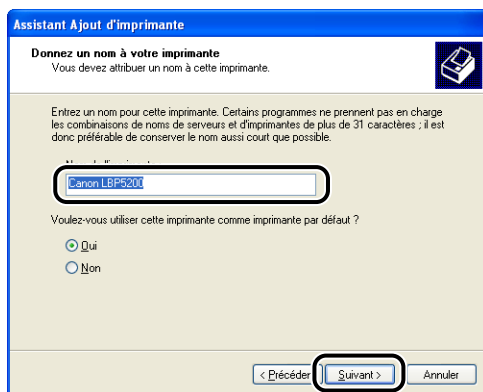 Assistant Ajout d'imprimante
Donnez un nom à votre imprimante
Vous devez attribuer un nom à cette imprimante.
Entrez un nom pour cette imprimante. Certains programmes ne prennent pas en charge
les combinaisons de noms de serveurs et d'imprimantes de plus de 31 caractères ; il est
donc préférable de conserver le nom aussi court que possible.
Canon LBP5200
Voulez-vous utiliser cette imprimante comme imprimante par défaut ?
Oui
Non
< Précéder
Suivant >
Annuler